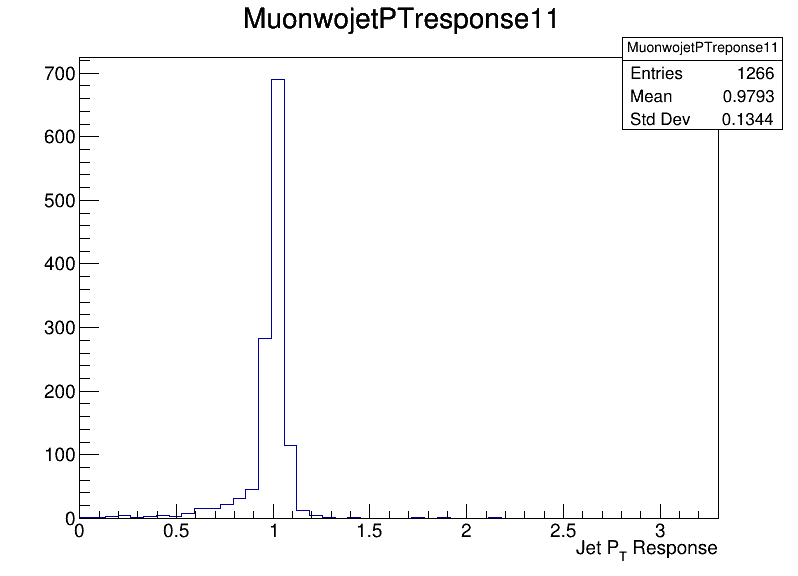 MuonwojetPTresponse11
MuonwojetPTreponse11
Entries 1266
Mean 0.9793
Std Dev 0.1344
700
600
500
400
300
200
100
0
0 0.5 1 1.5 2 2.5 3
Jet PT Response